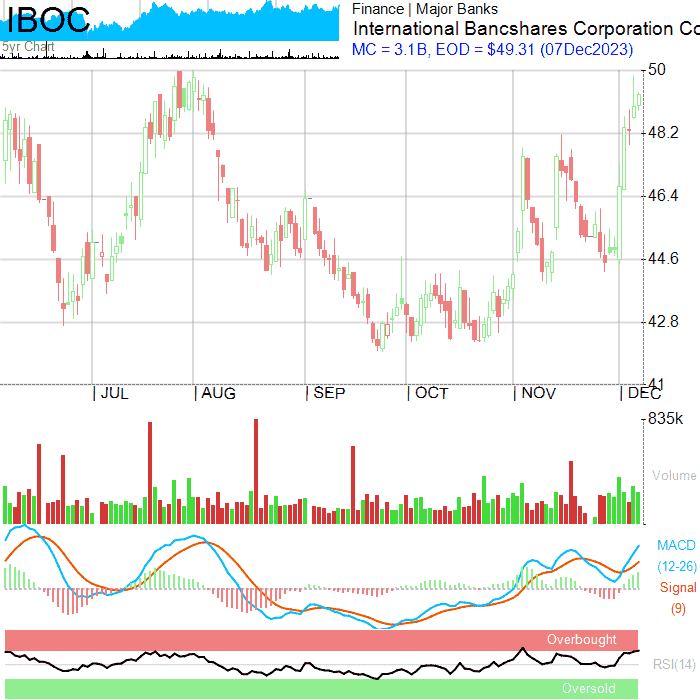 IBOC
5yr Chart
Finance | Major Banks
International Bancshares Corporation Co
MC = 3.1B, EOD = $49.31 (07Dec2023)
50
48.2
46.4
44.6
42.8
41
JUL AUG SEP OCT NOV DEC
835k
Volume
MACD
(12-26)
Signal
(9)
Overbought
RSI(14)
Oversold